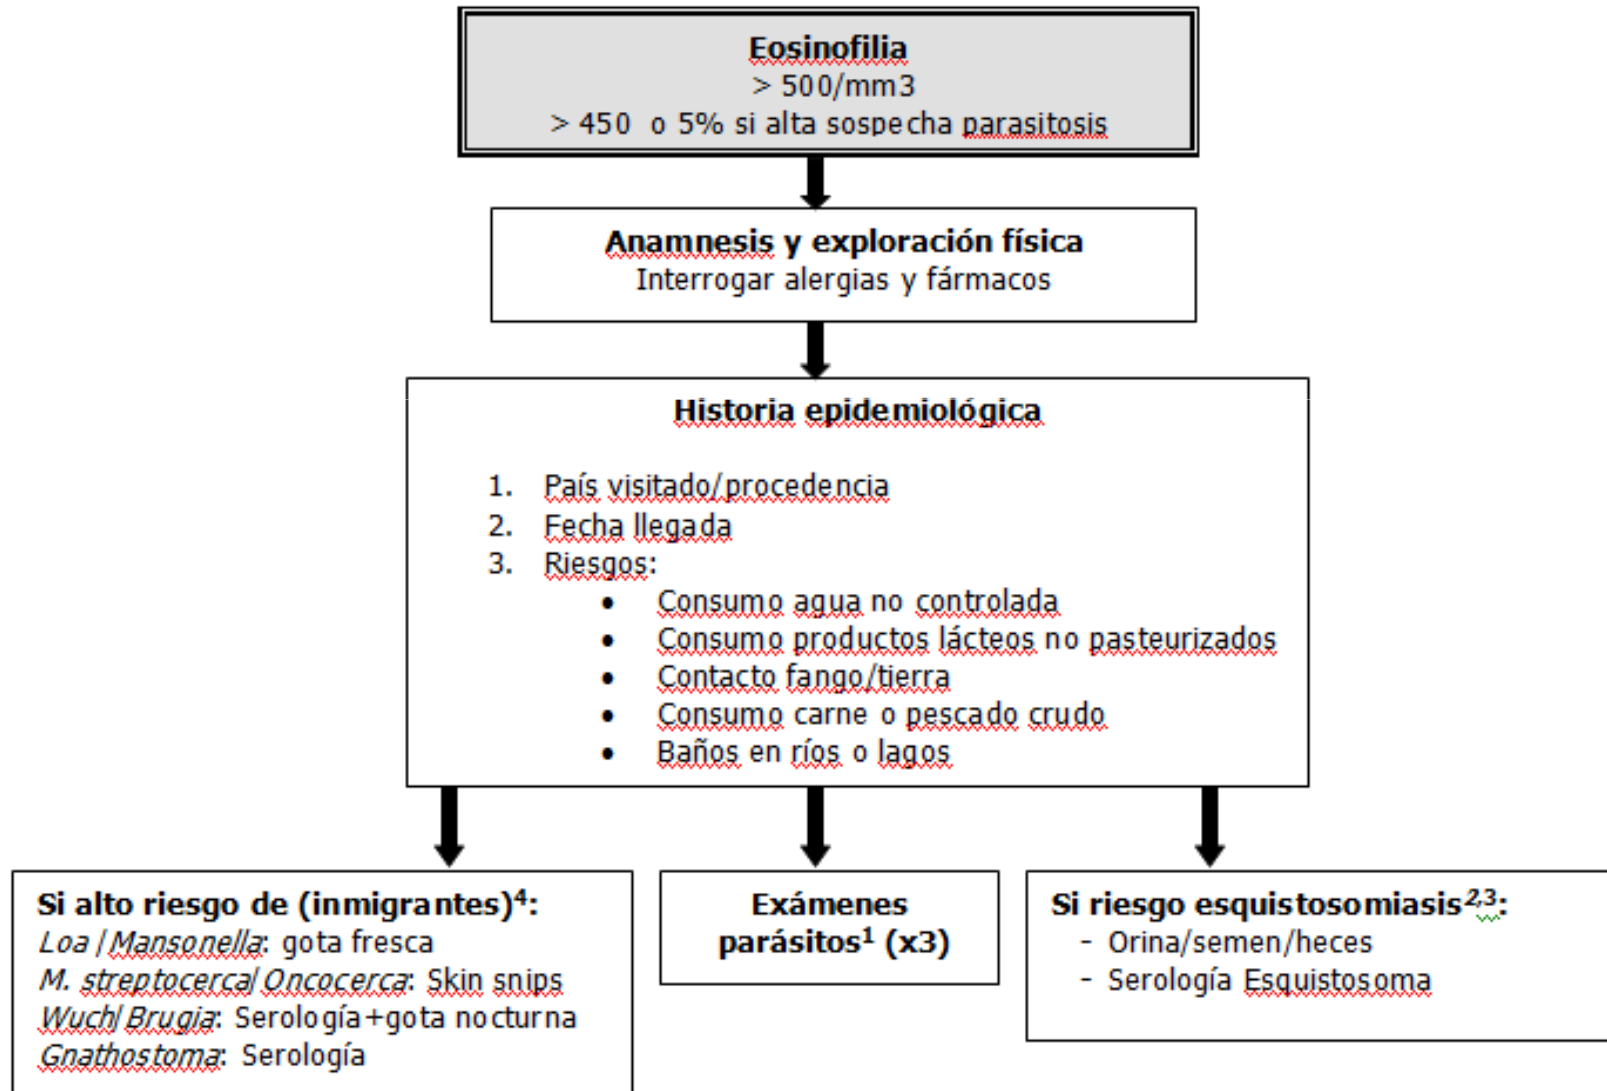 Eosinofilia
> 500/mm3
> 450 o 5% si alta sospecha parasitosis
Anamnesis y exploración física
Interrogar alergias y fármacos
Historia epidemiológica
1. País visitado/procedencia
2. Fecha llegada
3. Riesgos:
• Consumo agua no controlada
• Consumo productos lácteos no pasteurizados
• Contacto fango/tierra
• Consumo carne o pescado crudo
• Baños en ríos o lagos
Si alto riesgo de (inmigrantes)⁴:
Loa /Mansonella: gota fresca
M. streptocerca/Oncocerca: Skin snips
Wuch/Brugia: Serología+gota nocturna
Gnathostoma: Serología
Exámenes
parásitos¹ (x3)
Si riesgo esquistosomiasis²,³:
- Orina/semen/heces
- Serología Esquistosoma